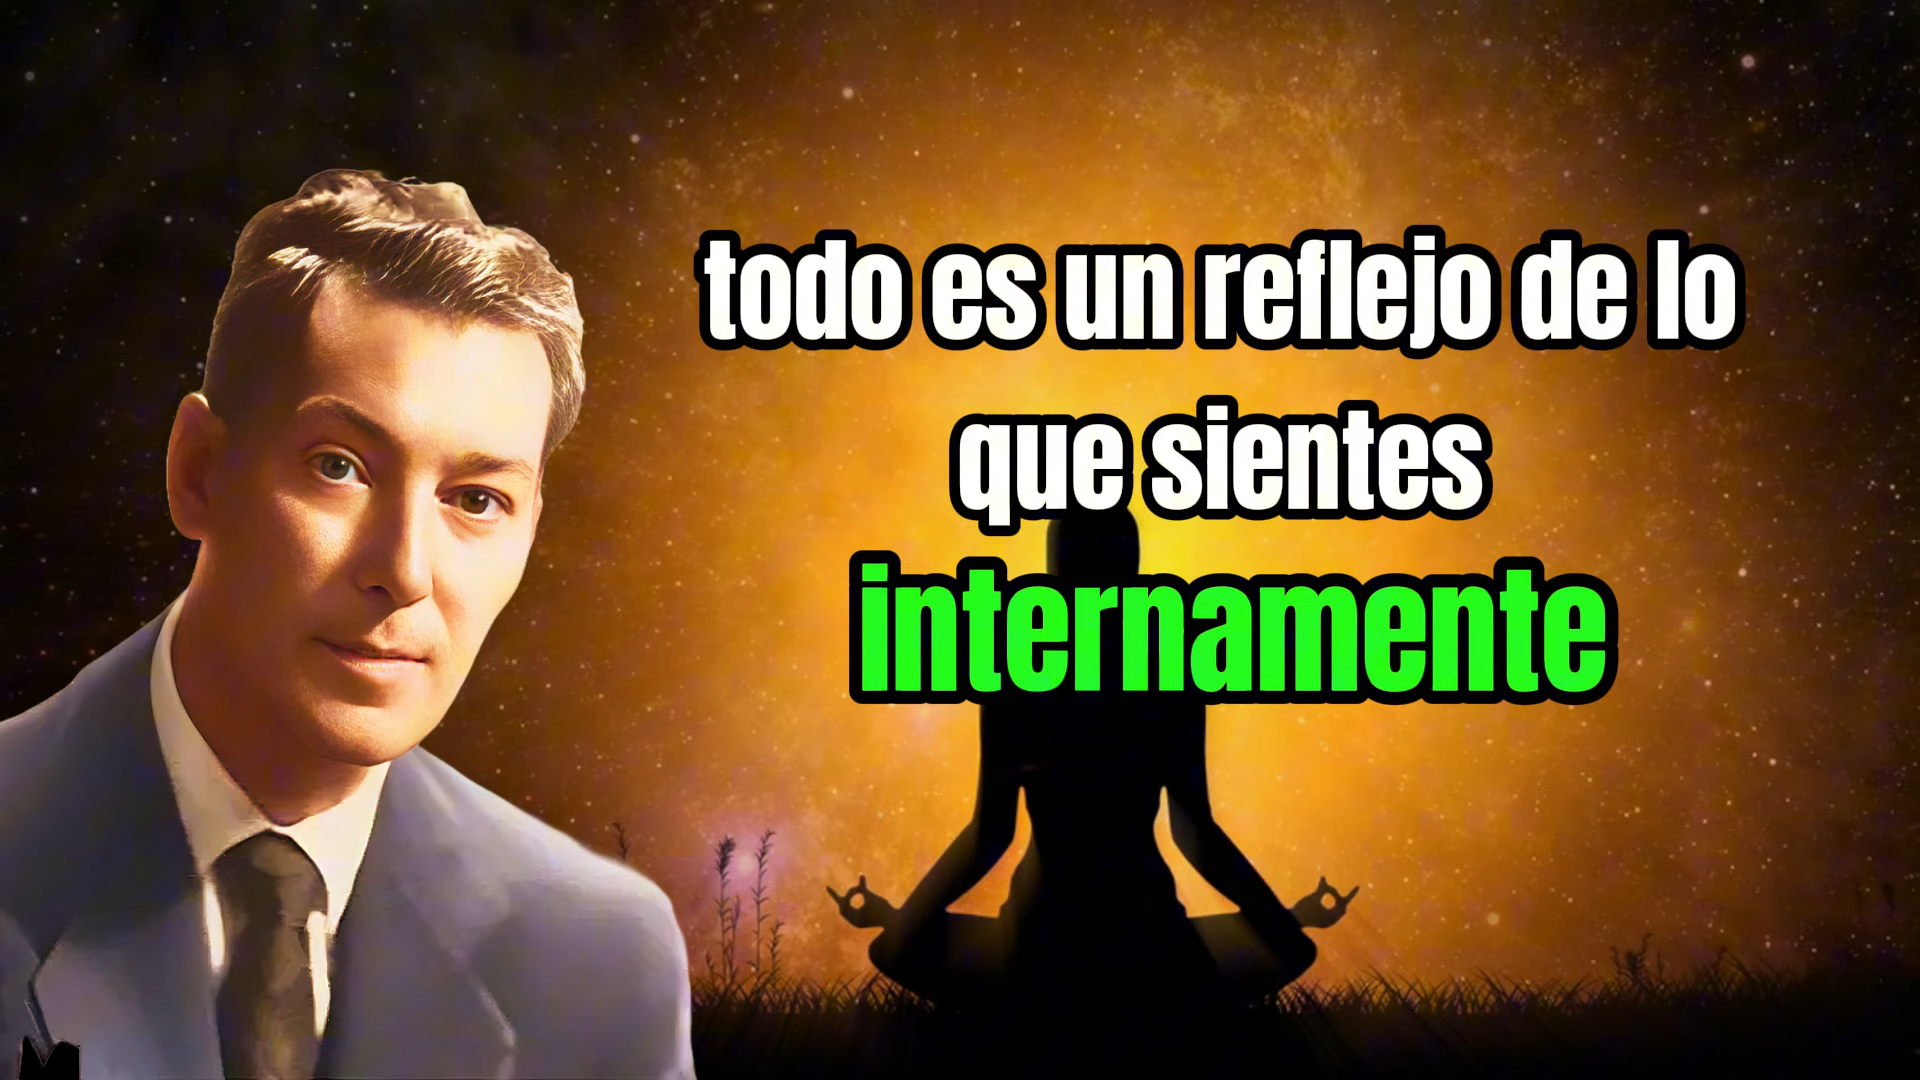 todo es un reflejo de lo
que sientes
internamente